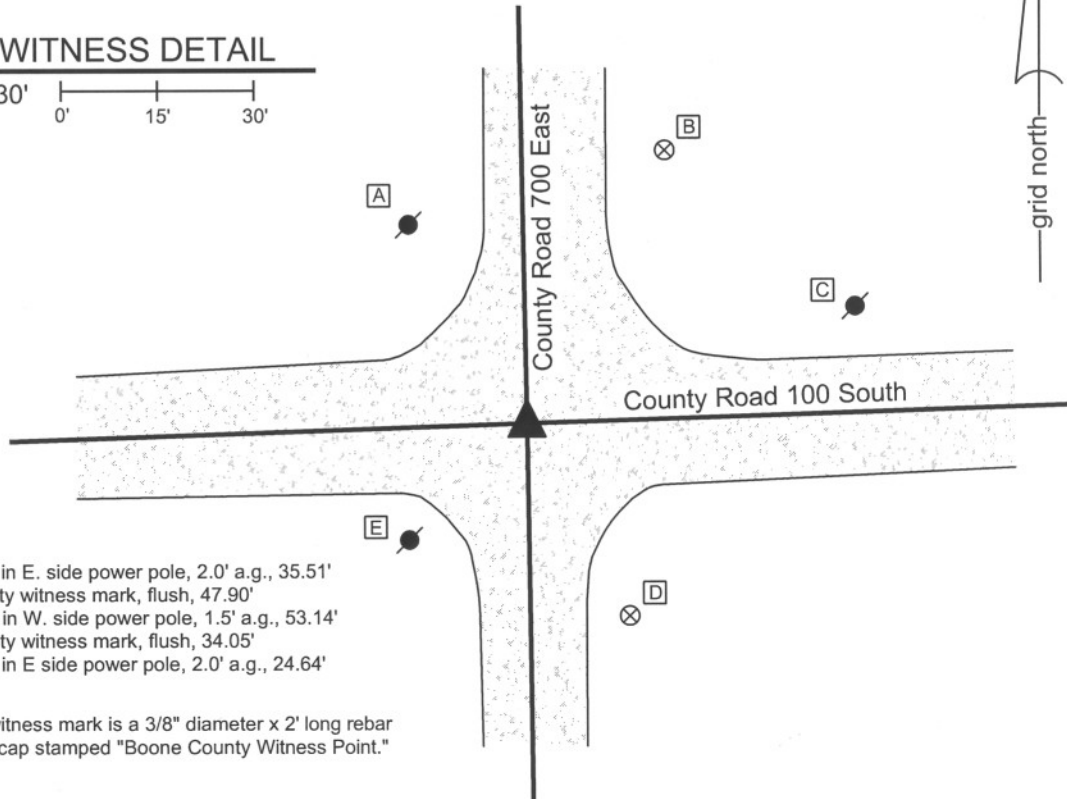 WITNESS DETAIL
30'
0' 15' 30'
B
A
County Road 700 East
grid north
C
County Road 100 South
E
in E. side power pole, 2.0' a.g., 35.51'
ty witness mark, flush, 47.90'
in W. side power pole, 1.5' a.g., 53.14'
ty witness mark, flush, 34.05'
in E side power pole, 2.0' a.g., 24.64'
D
itness mark is a 3/8" diameter x 2' long rebar
cap stamped "Boone County Witness Point."